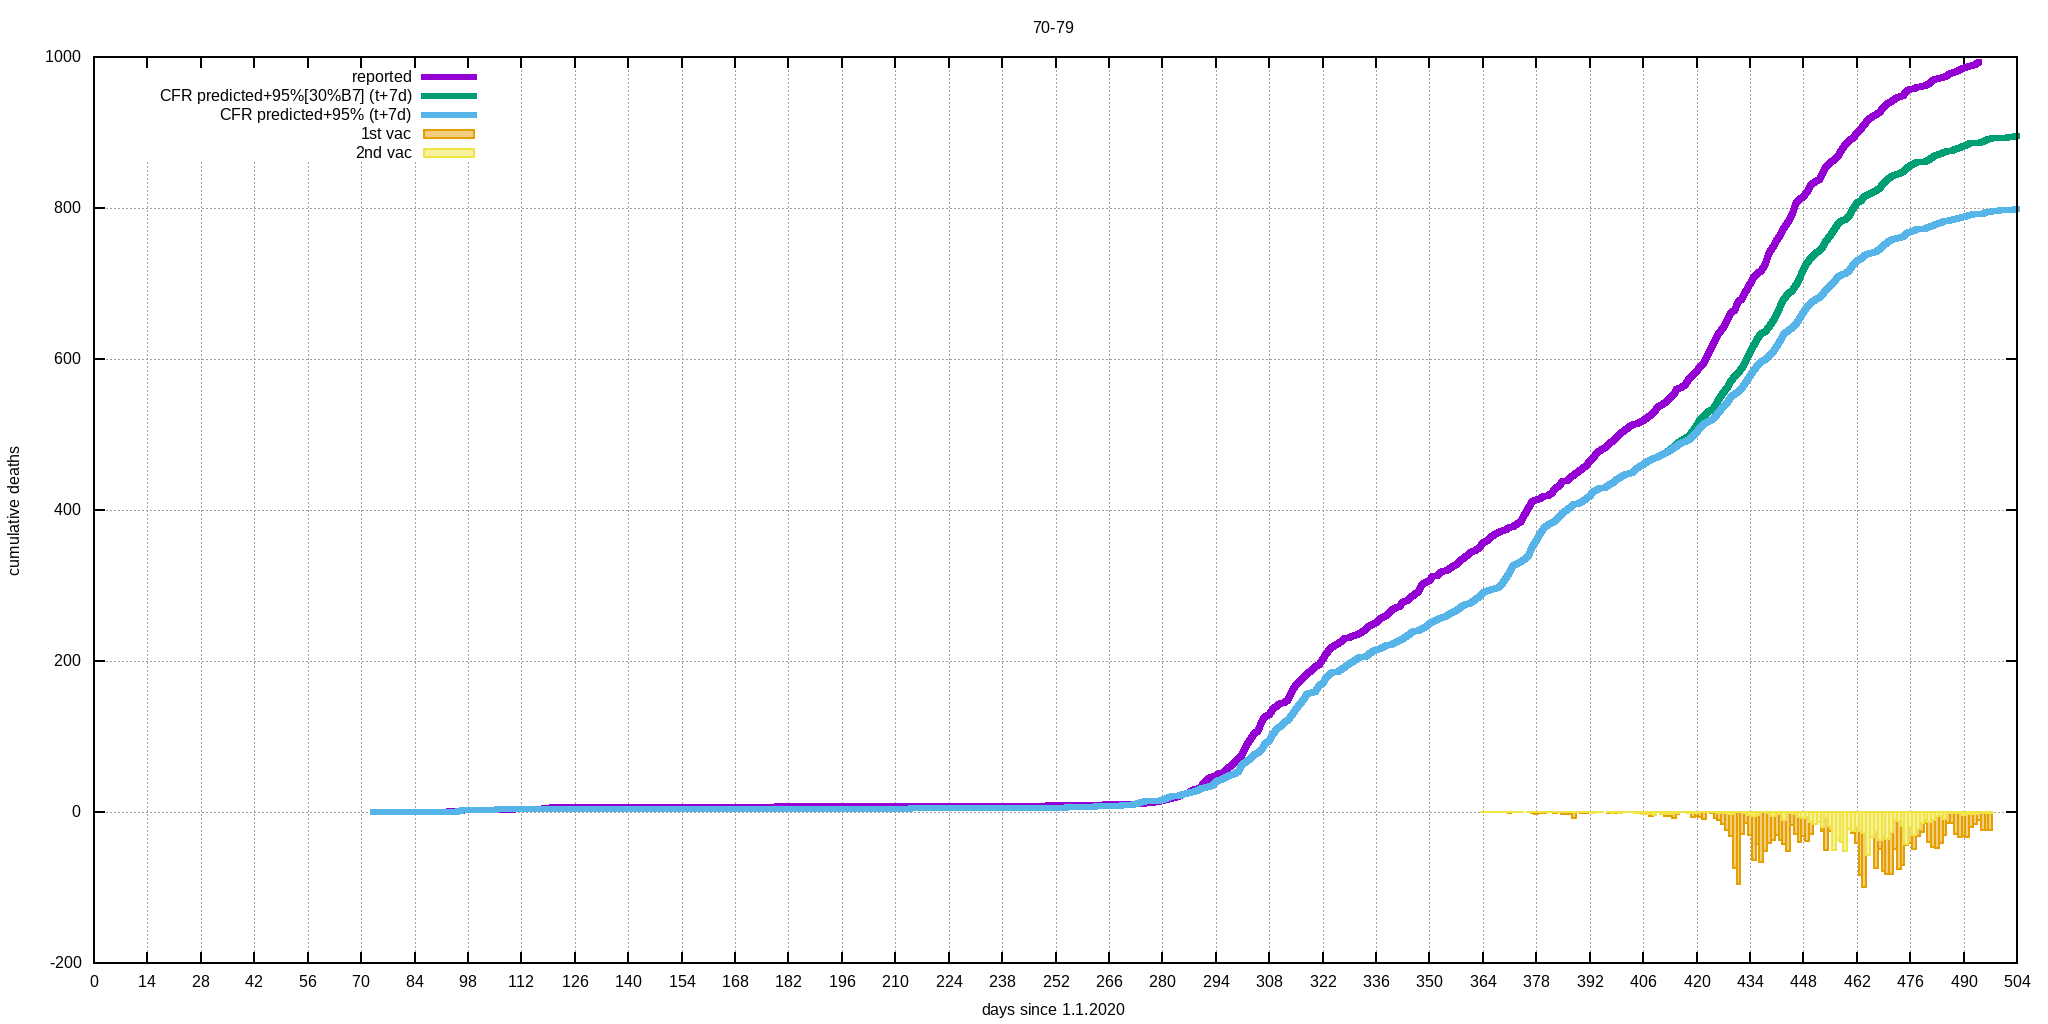 70-79
1000
800
600
400
200
0
-200
cumulative deaths
reported
CFR predicted+95%[30%B7] (t+7d)
CFR predicted+95% (t+7d)
1st vac
2nd vac
0 14 28 42 56 70 84 98 112 126 140 154 168 182 196 210 224 238 252 266 280 294 308 322 336 350 364 378 392 406 420 434 448 462 476 490 504
days since 1.1.2020